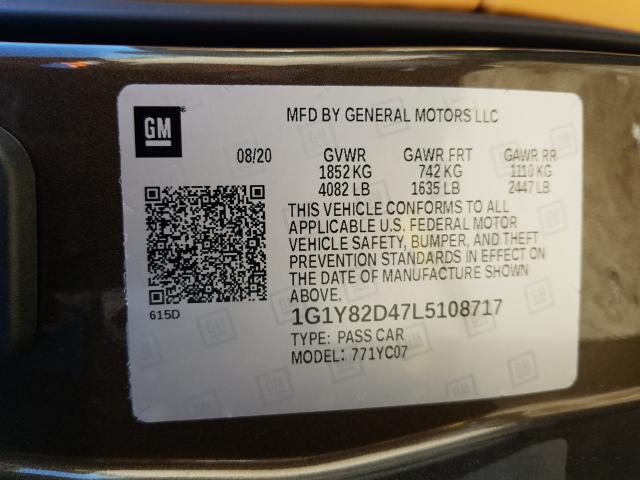 GM
MFD BY GENERAL MOTORS LLC
08/20 GVWR GAWR FRT GAWR RR
1852 KG 742 KG 1110 KG
4082 LB 1635 LB 2447 LB
THIS VEHICLE CONFORMS TO ALL
APPLICABLE U.S. FEDERAL MOTOR
VEHICLE SAFETY, BUMPER, AND THEFT
PREVENTION STANDARDS IN EFFECT ON
THE DATE OF MANUFACTURE SHOWN
ABOVE.
615D
1G1Y82D47L5108717
TYPE: PASS CAR
MODEL: 771YC07